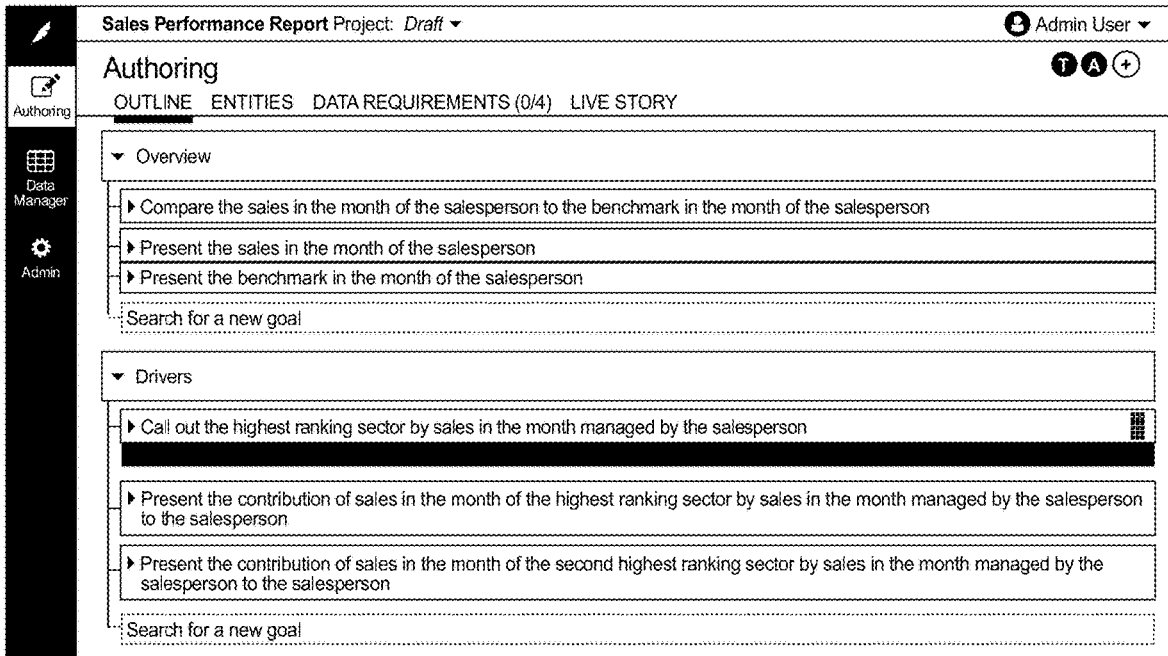 Sales Performance Report Project: Draft
Admin User
Authoring
T A +
Authoring
OUTLINE ENTITIES DATA REQUIREMENTS (0/4) LIVE STORY
Overview
Data
Manager
Compare the sales in the month of the salesperson to the benchmark in the month of the salesperson
Present the sales in the month of the salesperson
Admin
Present the benchmark in the month of the salesperson
Search for a new goal
Drivers
Call out the highest ranking sector by sales in the month managed by the salesperson
Present the contribution of sales in the month of the highest ranking sector by sales in the month managed by the salesperson
to the salesperson
Present the contribution of sales in the month of the second highest ranking sector by sales in the month managed by the
salesperson to the salesperson
Search for a new goal